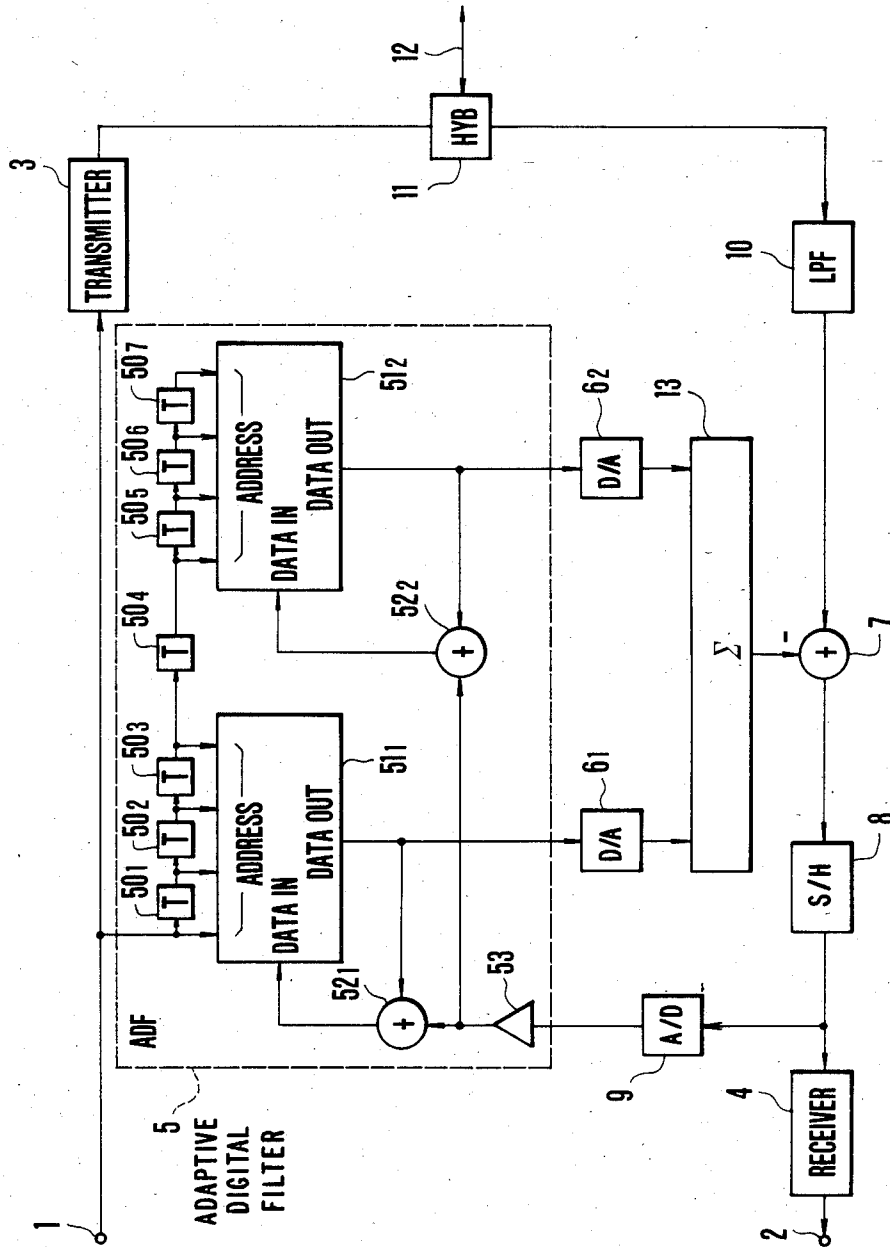 1
3
TRANSMITTER
501
502
503
504
505
506
507
T
T
T
T
T
T
T
ADDRESS
DATA IN
DATA OUT
511
ADDRESS
DATA IN
DATA OUT
512
12
HYB
11
ADF
521
+
522
+
53
5
ADAPTIVE
DIGITAL
FILTER
9
A/D
61
D/A
62
D/A
13
Σ
10
LPF
2
RECEIVER
4
S/H
8
-
+
7